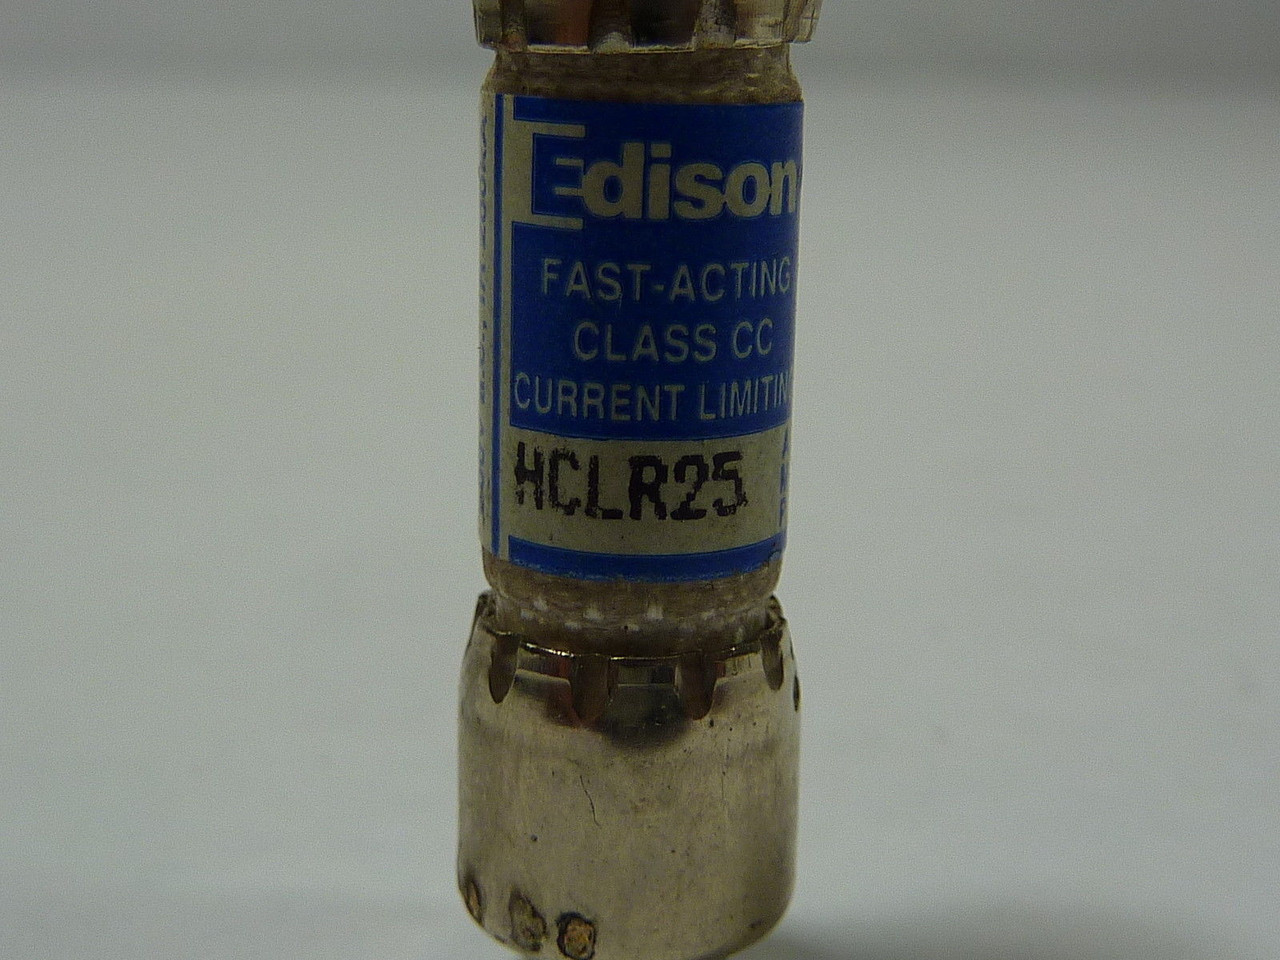 Edison
FAST-ACTING
CLASS CC
CURRENT LIMITIN
HCLR25